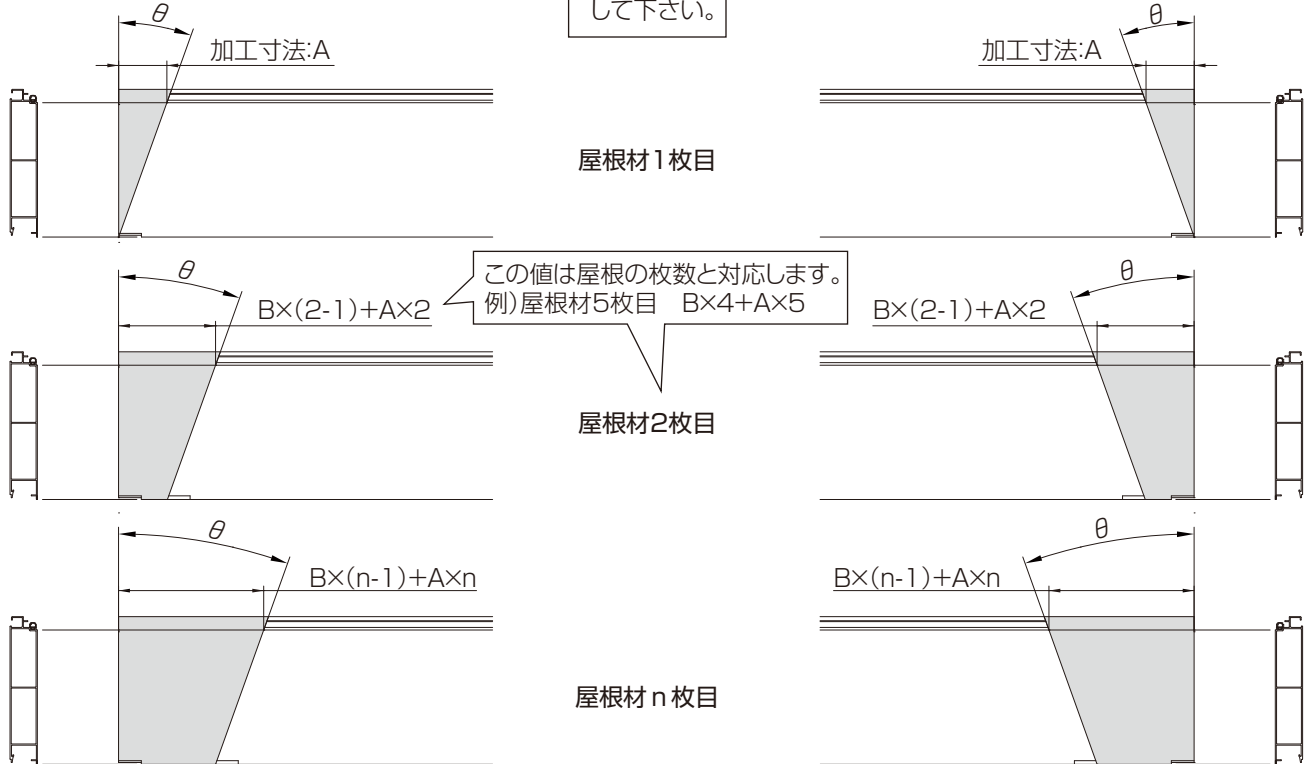 して下さい。
θ
θ
加工寸法:A
加工寸法:A
屋根材1枚目
θ
θ
この値は屋根の枚数と対応します。
例)屋根材5枚目 B×4+A×5
B×(2-1)+A×2
B×(2-1)+A×2
屋根材2枚目
θ
θ
B×(n-1)+A×n
B×(n-1)+A×n
屋根材n枚目